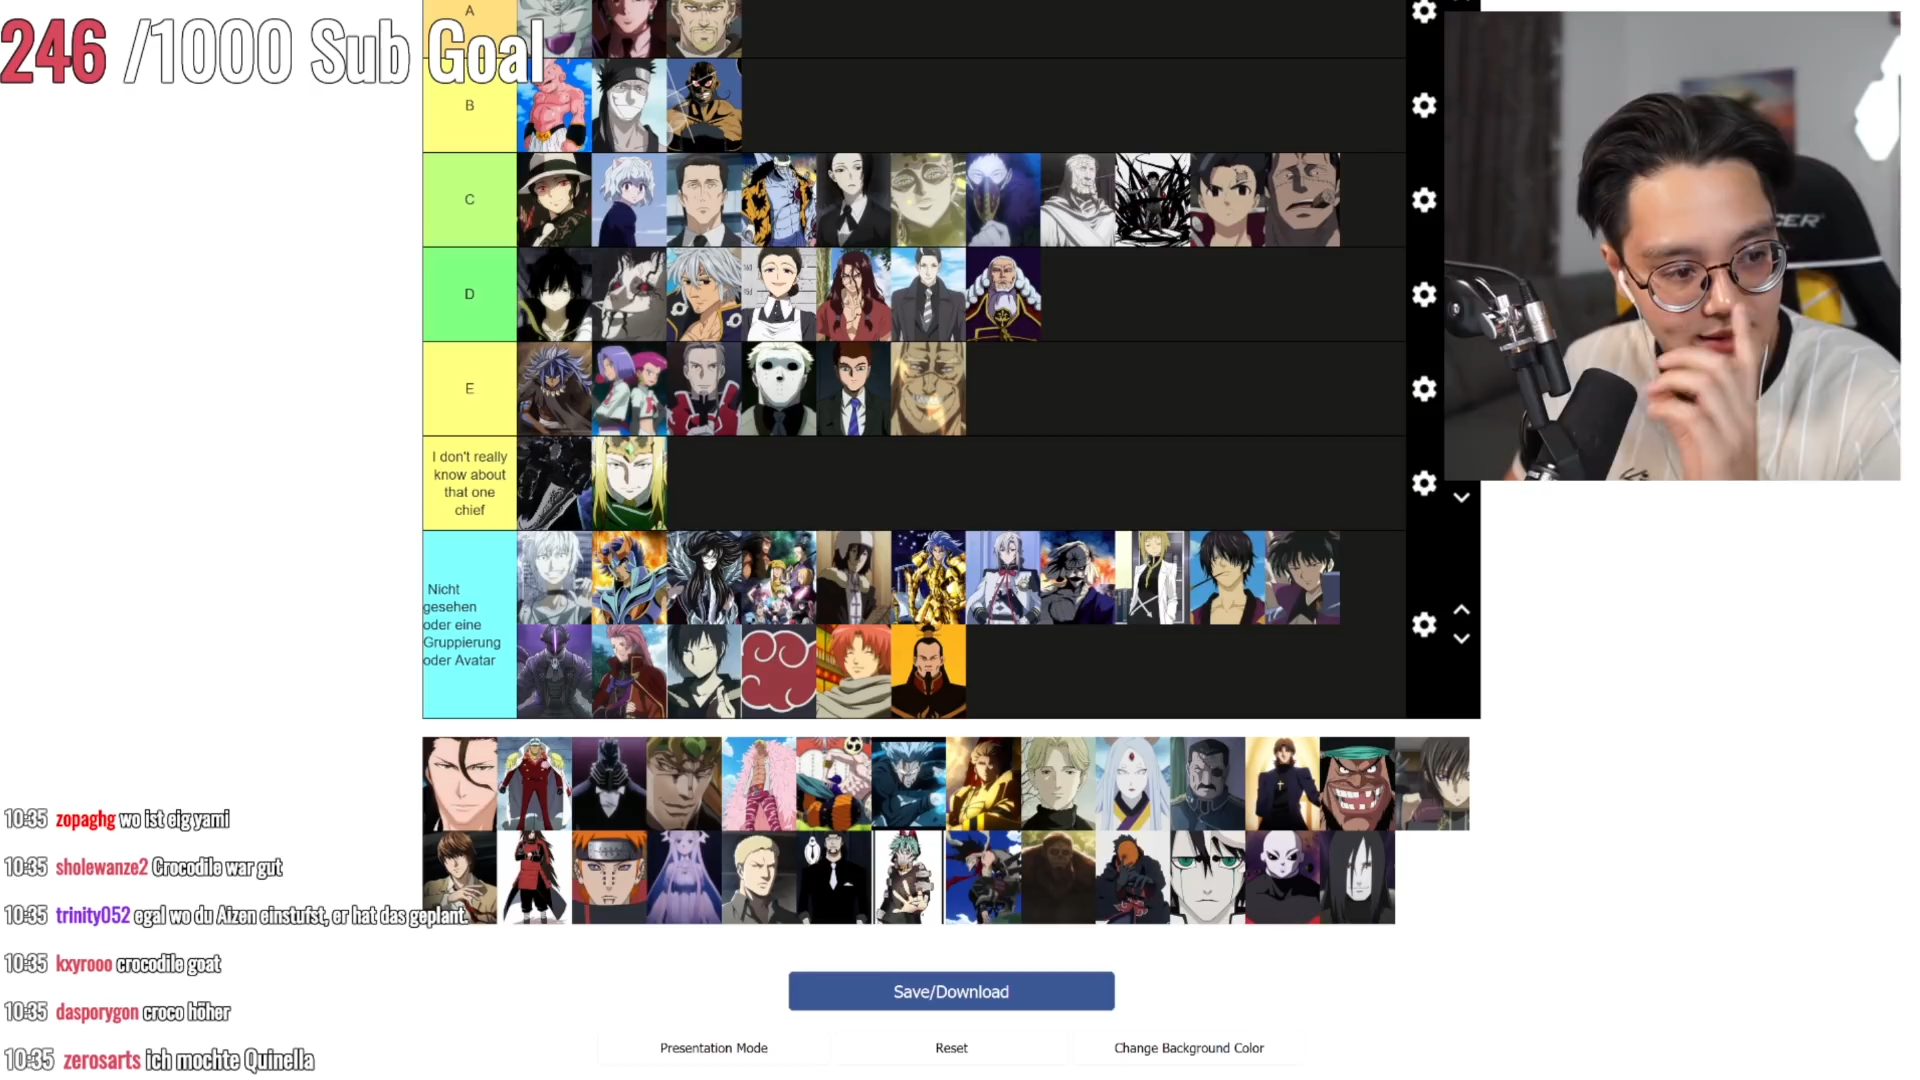 246 /1000 Sub Goal
A
B
C
D
E
I don't really
know about
that one
chief
Nicht
gesehen
oder eine
Gruppierung
oder Avatar
10:35 zopaghg wo ist eig yami
10:35 sholewanze2 Crocodile war gut
10:35 trinity052 egal wo du Aizen einstufst, er hat das geplant.
10:35 kxyrooo crocodile goat
10:35 dasporygon croco höher
10:35 zerosarts ich mochte Quinella
Save/Download
Presentation Mode
Reset
Change Background Color